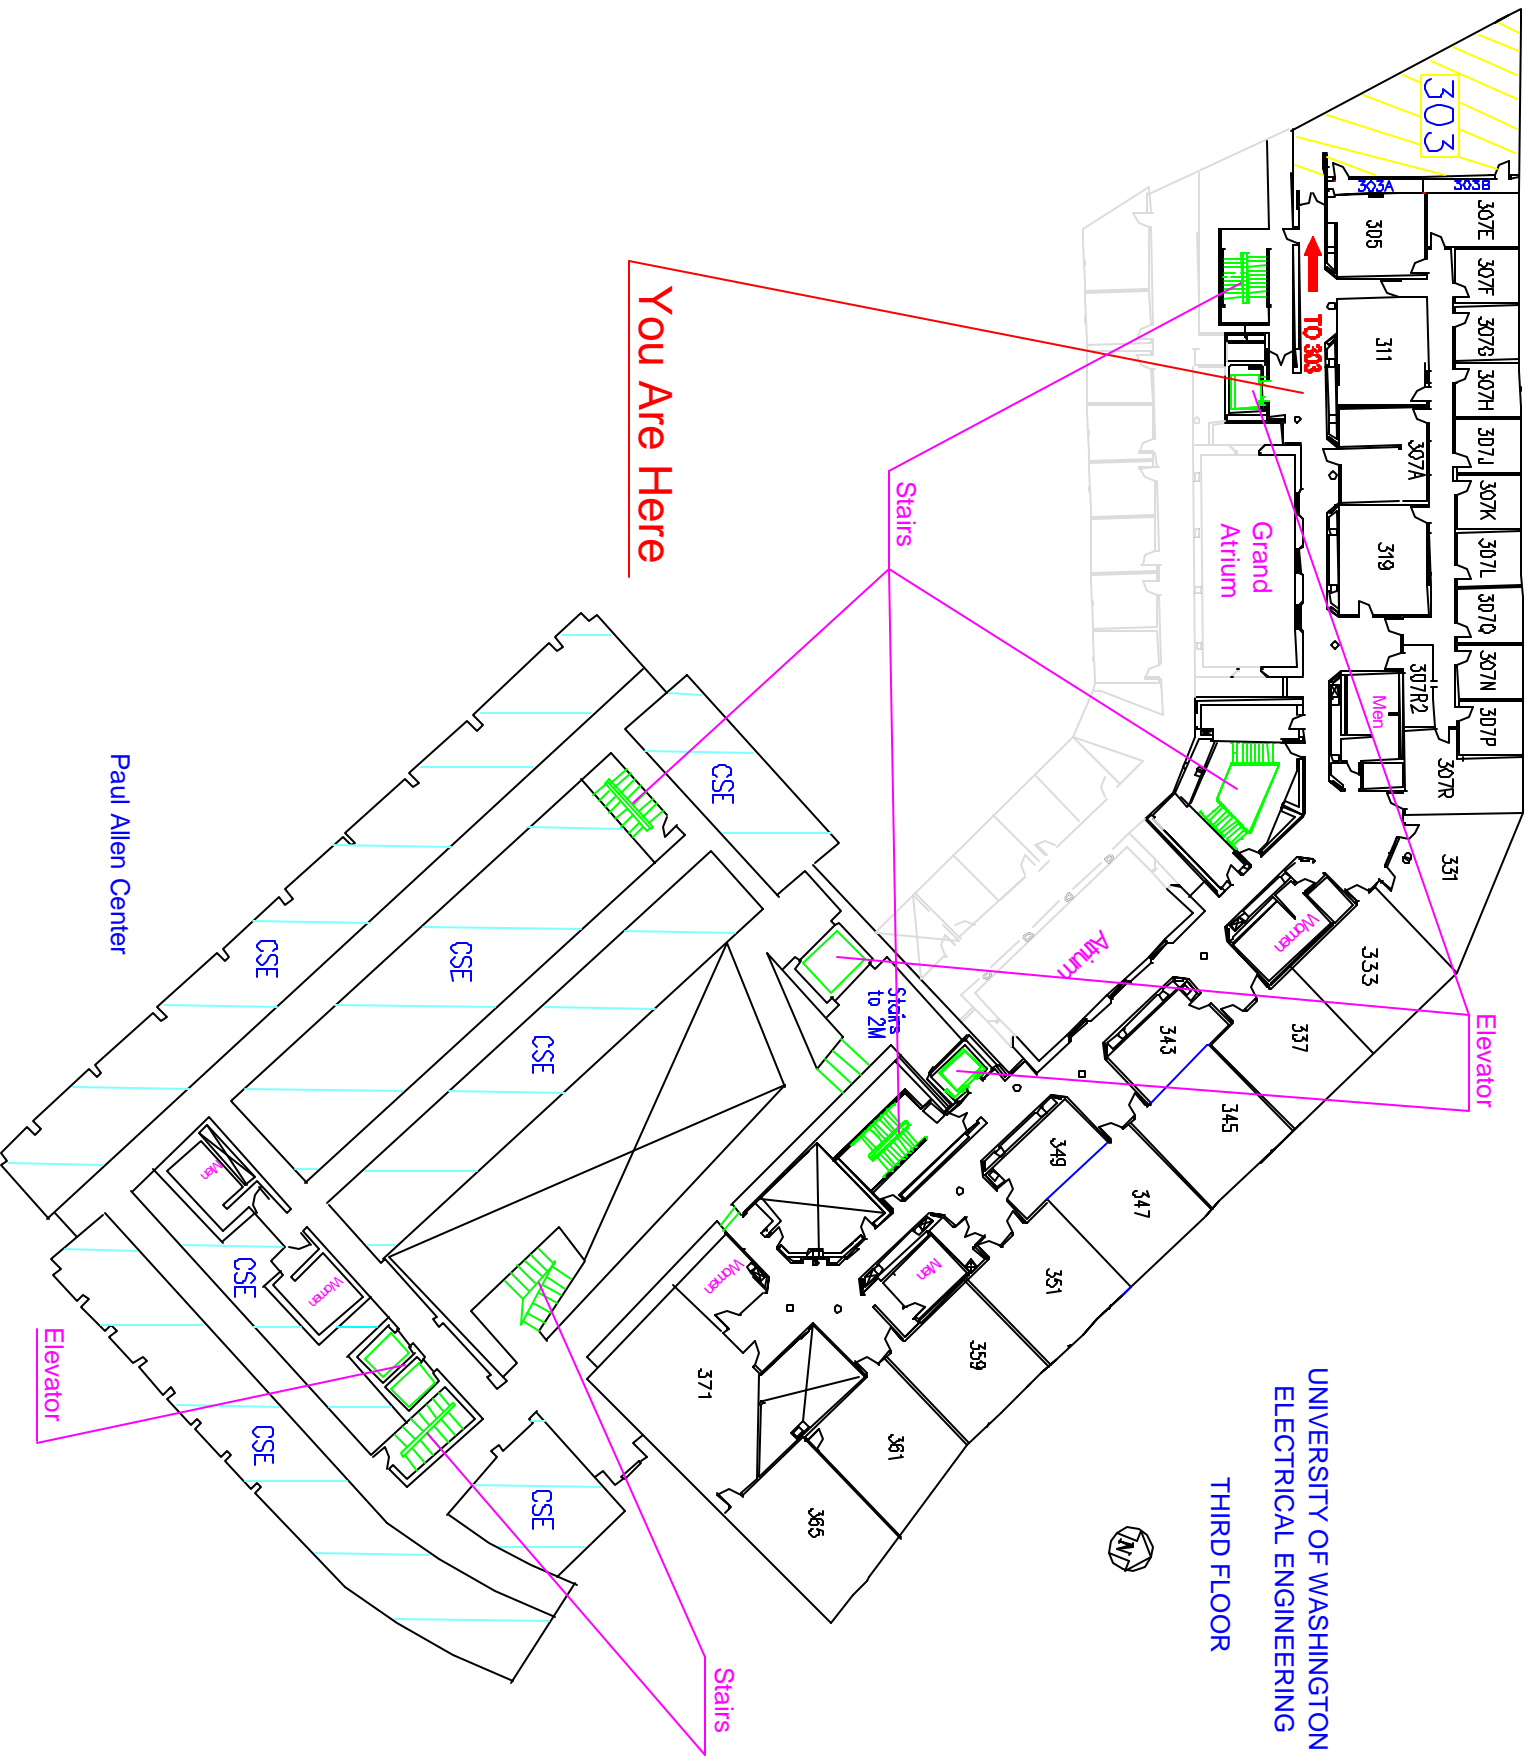 UNIVERSITY OF WASHINGTON
ELECTRICAL ENGINEERING
THIRD FLOOR
N
303
303A
303B
305
307E
307F
307G
307H
307J
307K
307L
307Q
307N
307P
307R
307R2
307A
311
319
TO 303
You Are Here
Stairs
Grand
Atrium
Men
331
Women
333
Atrium
337
343
345
Elevator
349
347
351
Men
359
361
365
371
Women
Stairs
to 2M
CSE
CSE
CSE
CSE
CSE
CSE
CSE
Men
Women
Paul Allen Center
Elevator
Stairs